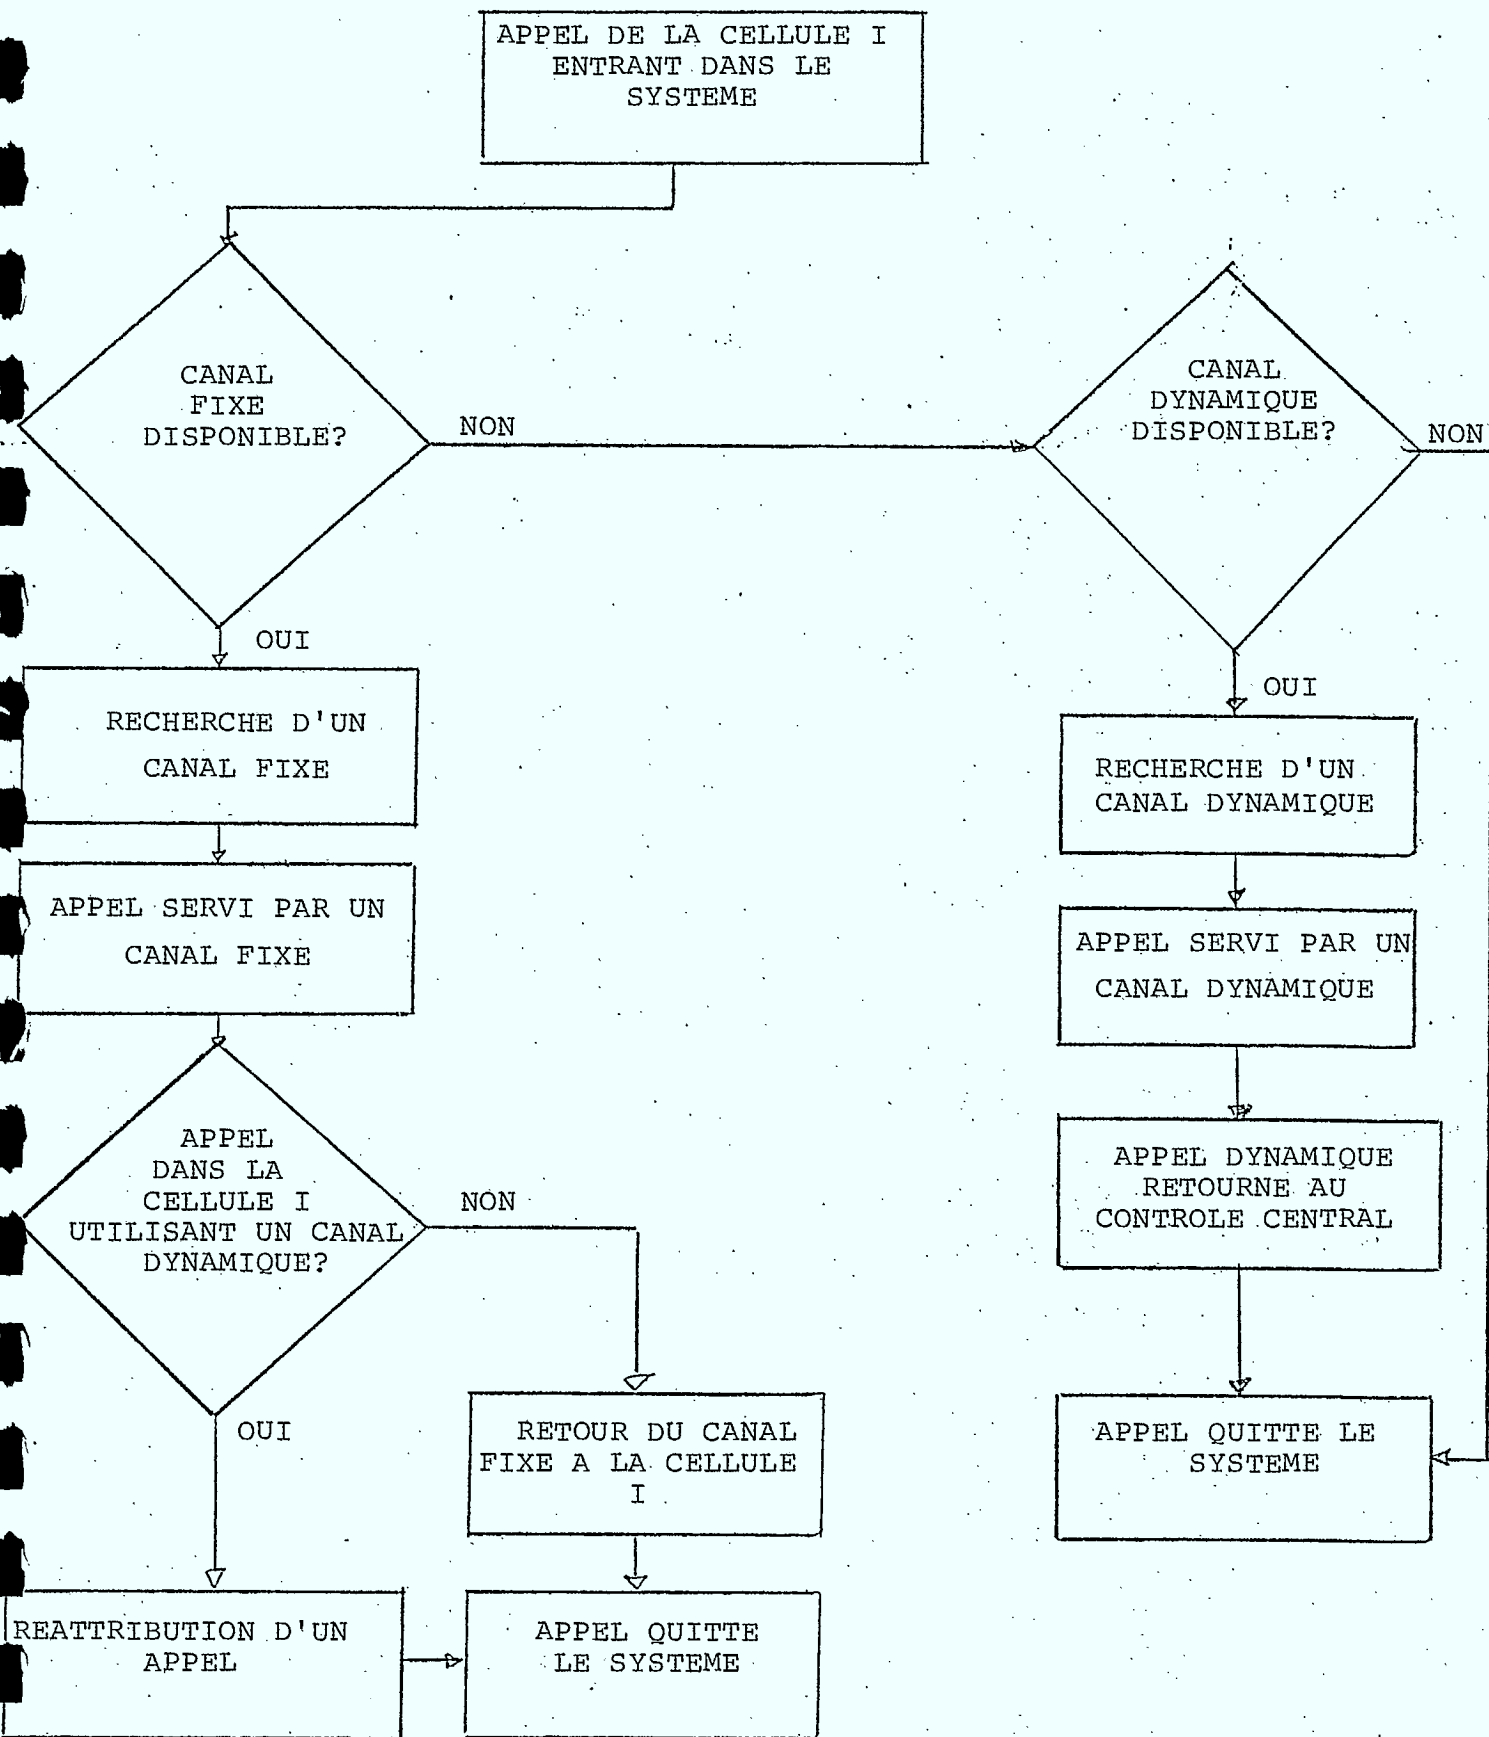 APPEL DE LA CELLULE I
ENTRANT DANS LE
SYSTEME
CANAL
FIXE
DISPONIBLE?
NON
CANAL
DYNAMIQUE
DISPONIBLE?
NON
OUI
RECHERCHE D'UN
CANAL FIXE
OUI
RECHERCHE D'UN
CANAL DYNAMIQUE
APPEL SERVI PAR UN
CANAL FIXE
APPEL SERVI PAR UN
CANAL DYNAMIQUE
APPEL
DANS LA
CELLULE I
UTILISANT UN CANAL
DYNAMIQUE?
NON
APPEL DYNAMIQUE
RETOURNE AU
CONTROLE CENTRAL
OUI
RETOUR DU CANAL
FIXE A LA CELLULE
I
APPEL QUITTE LE
SYSTEME
REATTRIBUTION D'UN
APPEL
APPEL QUITTE
LE SYSTEME